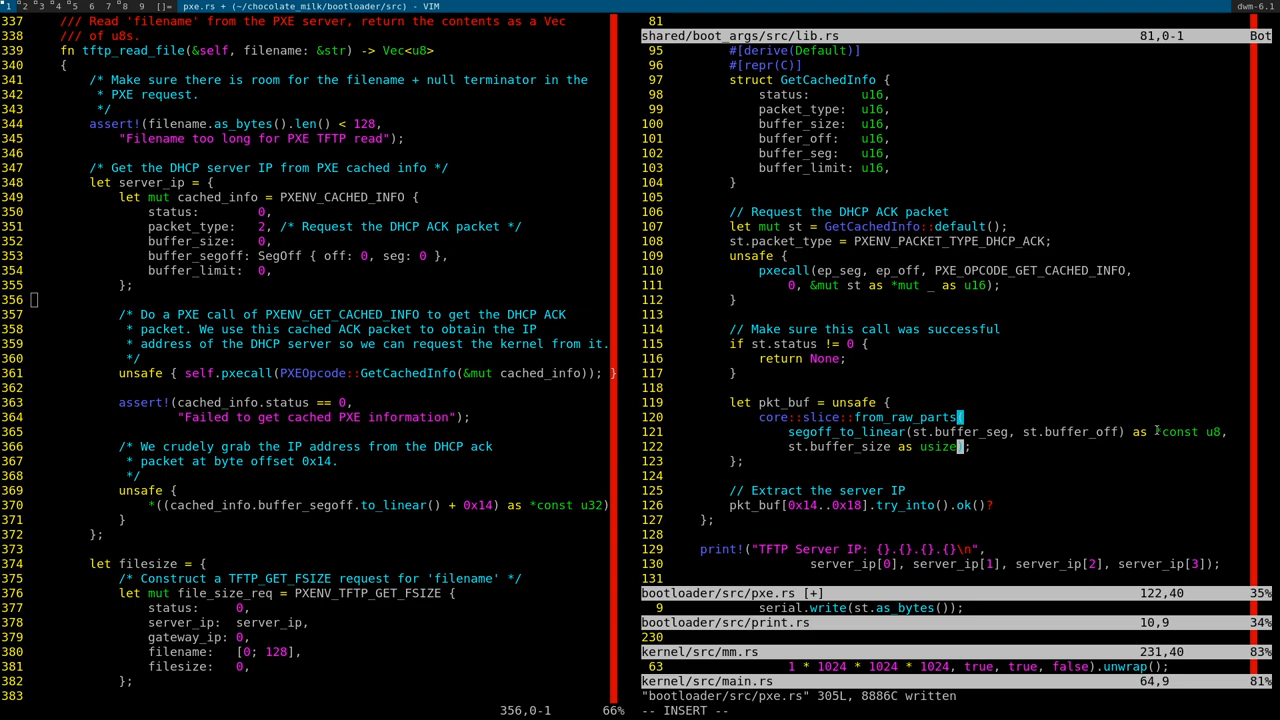 1 2 3 4 5 6 7 8 9 []= pxe.rs + (~/chocolate_milk/bootloader/src) - VIM dwm-6.1
337 /// Read 'filename' from the PXE server, return the contents as a Vec
338 /// of u8s.
339 fn tftp_read_file(&self, filename: &str) -> Vec<u8>
340 {
341 /* Make sure there is room for the filename + null terminator in the
342 * PXE request.
343 */
344 assert!(filename.as_bytes().len() < 128,
345 "Filename too long for PXE TFTP read");
346
347 /* Get the DHCP server IP from PXE cached info */
348 let server_ip = {
349 let mut cached_info = PXENV_CACHED_INFO {
350 status: 0,
351 packet_type: 2, /* Request the DHCP ACK packet */
352 buffer_size: 0,
353 buffer_segoff: SegOff { off: 0, seg: 0 },
354 buffer_limit: 0,
355 };
356
357 /* Do a PXE call of PXENV_GET_CACHED_INFO to get the DHCP ACK
358 * packet. We use this cached ACK packet to obtain the IP
359 * address of the DHCP server so we can request the kernel from it.
360 */
361 unsafe { self.pxecall(PXEOpcode::GetCachedInfo(&mut cached_info)); }
362
363 assert!(cached_info.status == 0,
364 "Failed to get cached PXE information");
365
366 /* We crudely grab the IP address from the DHCP ack
367 * packet at byte offset 0x14.
368 */
369 unsafe {
370 *((cached_info.buffer_segoff.to_linear() + 0x14) as *const u32)
371 }
372 };
373
374 let filesize = {
375 /* Construct a TFTP_GET_FSIZE request for 'filename' */
376 let mut file_size_req = PXENV_TFTP_GET_FSIZE {
377 status: 0,
378 server_ip: server_ip,
379 gateway_ip: 0,
380 filename: [0; 128],
381 filesize: 0,
382 };
383
356,0-1 66%
81
shared/boot_args/src/lib.rs 81,0-1 Bot
95 #[derive(Default)]
96 #[repr(C)]
97 struct GetCachedInfo {
98 status: u16,
99 packet_type: u16,
100 buffer_size: u16,
101 buffer_off: u16,
102 buffer_seg: u16,
103 buffer_limit: u16,
104 }
105
106 // Request the DHCP ACK packet
107 let mut st = GetCachedInfo::default();
108 st.packet_type = PXENV_PACKET_TYPE_DHCP_ACK;
109 unsafe {
110 pxecall(ep_seg, ep_off, PXE_OPCODE_GET_CACHED_INFO,
111 0, &mut st as *mut _ as u16);
112 }
113
114 // Make sure this call was successful
115 if st.status != 0 {
116 return None;
117 }
118
119 let pkt_buf = unsafe {
120 core::slice::from_raw_parts(
121 segoff_to_linear(st.buffer_seg, st.buffer_off) as *const u8,
122 st.buffer_size as usize);
123 };
124
125 // Extract the server IP
126 pkt_buf[0x14..0x18].try_into().ok()?
127 };
128
129 print!("TFTP Server IP: {}.{}.{}.{}\n",
130 server_ip[0], server_ip[1], server_ip[2], server_ip[3]);
131
bootloader/src/pxe.rs [+] 122,40 35%
9 serial.write(st.as_bytes());
bootloader/src/print.rs 10,9 34%
230
kernel/src/mm.rs 231,40 83%
63 1 * 1024 * 1024 * 1024, true, true, false).unwrap();
kernel/src/main.rs 64,9 81%
"bootloader/src/pxe.rs" 305L, 8886C written
-- INSERT --